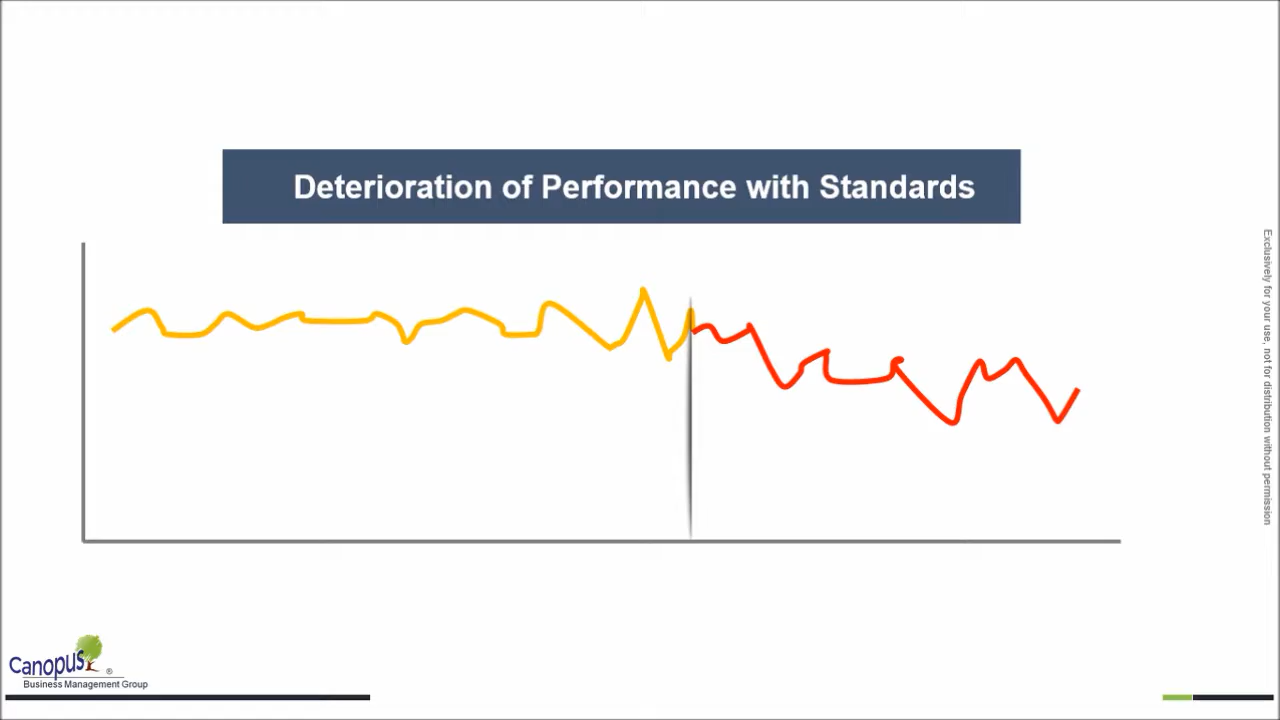 Deterioration of Performance with Standards
Exclusively for your use, not for distribution without permission
Canopus ®
Business Management Group